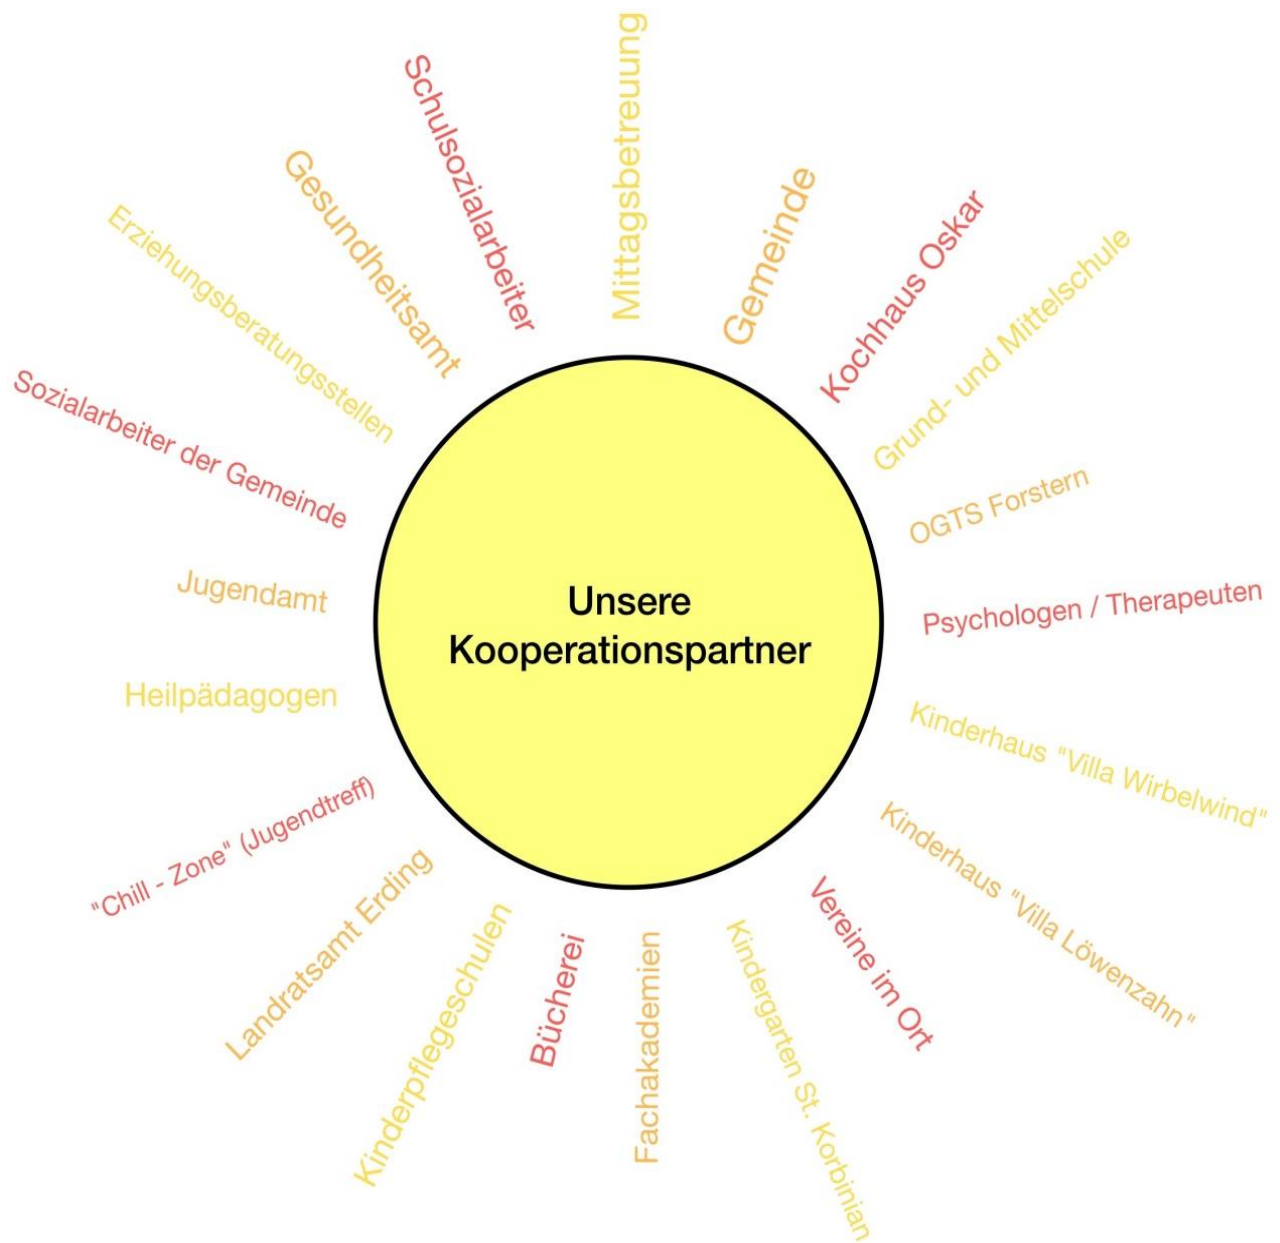 Unsere
Kooperationspartner
Mittagsbetreuung
Gemeinde
Kochhaus Oskar
Grund- und Mittelschule
OGTS Forstern
Psychologen / Therapeuten
Kinderhaus "Villa Wirbelwind"
Kinderhaus "Villa Löwenzahn"
Vereine im Ort
Kindergarten St. Korbinian
Fachakademien
Bücherei
Kinderpflegeschulen
Landratsamt Erding
"Chill - Zone" (Jugendtreff)
Heilpädagogen
Jugendamt
Sozialarbeiter der Gemeinde
Erziehungsberatungsstellen
Gesundheitsamt
Schulsozialarbeiter